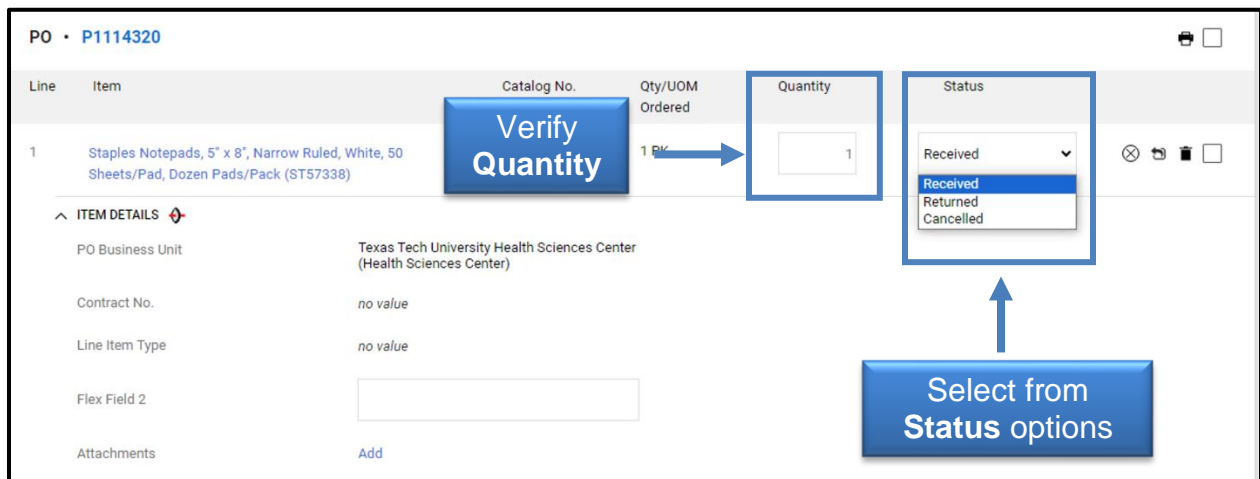 PO • P1114320
Line Item Catalog No. Qty/UOM Quantity Status
Ordered
Verify
Quantity
1 Staples Notepads, 5" x 8", Narrow Ruled, White, 50 1 PK 1 Received
Sheets/Pad, Dozen Pads/Pack (ST57338)
Received
Returned
Cancelled
ITEM DETAILS
PO Business Unit Texas Tech University Health Sciences Center
(Health Sciences Center)
Contract No. no value
Line Item Type no value
Flex Field 2
Attachments Add
Select from
Status options